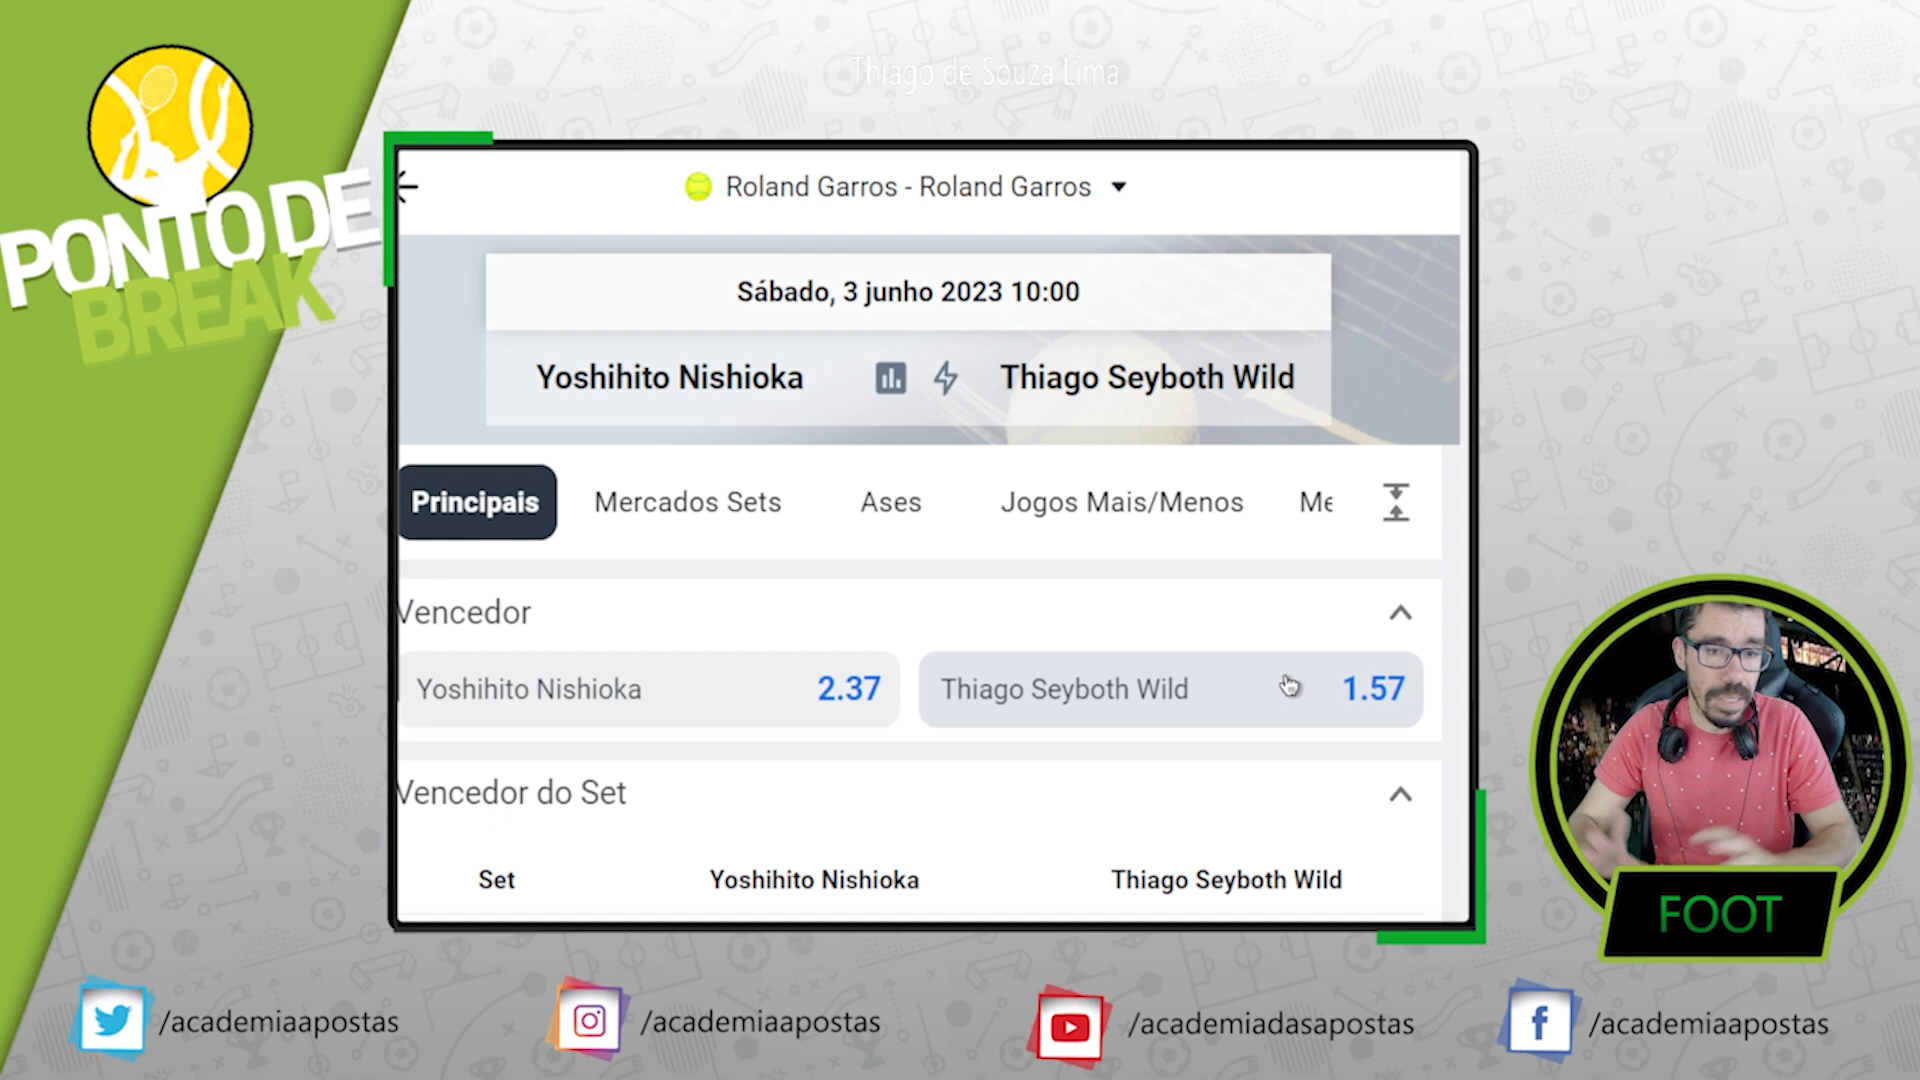 Thiago de Souza Lima
PONTO DE
BREAK
Roland Garros - Roland Garros
Sábado, 3 junho 2023 10:00
Yoshihito Nishioka
Thiago Seyboth Wild
Principais
Mercados Sets
Ases
Jogos Mais/Menos
Me
Vencedor
Yoshihito Nishioka 2.37
Thiago Seyboth Wild 1.57
Vencedor do Set
Set
Yoshihito Nishioka
Thiago Seyboth Wild
FOOT
/academiaapostas
/academiaapostas
/academiadasapostas
/academiaapostas